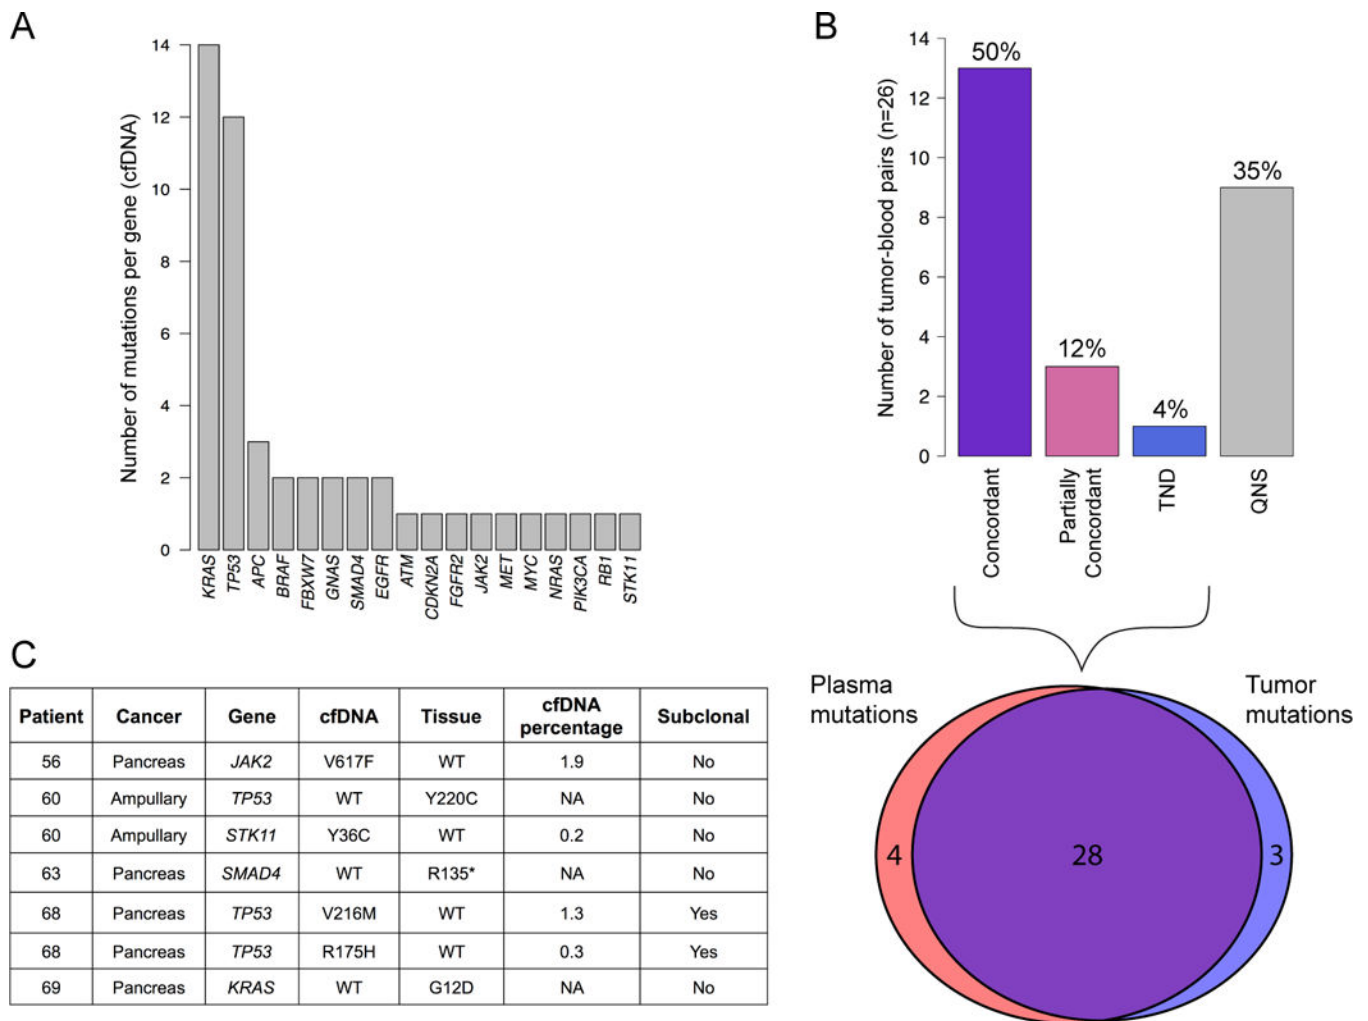 A
Number of mutations per gene (cfDNA)
14
12
10
8
6
4
2
0
KRAS
TP53
APC
BRAF
FBXW7
GNAS
SMAD4
EGFR
ATM
CDKN2A
FGFR2
JAK2
MET
MYC
NRAS
PIK3CA
RB1
STK11
B
Number of tumor-blood pairs (n=26)
14
12
10
8
6
4
2
0
50%
12%
4%
35%
Concordant
Partially
Concordant
TND
QNS
Plasma
mutations
Tumor
mutations
4
28
3
C
Patient Cancer Gene cfDNA Tissue cfDNA percentage Subclonal
56 Pancreas JAK2 V617F WT 1.9 No
60 Ampullary TP53 WT Y220C NA No
60 Ampullary STK11 Y36C WT 0.2 No
63 Pancreas SMAD4 WT R135* NA No
68 Pancreas TP53 V216M WT 1.3 Yes
68 Pancreas TP53 R175H WT 0.3 Yes
69 Pancreas KRAS WT G12D NA No